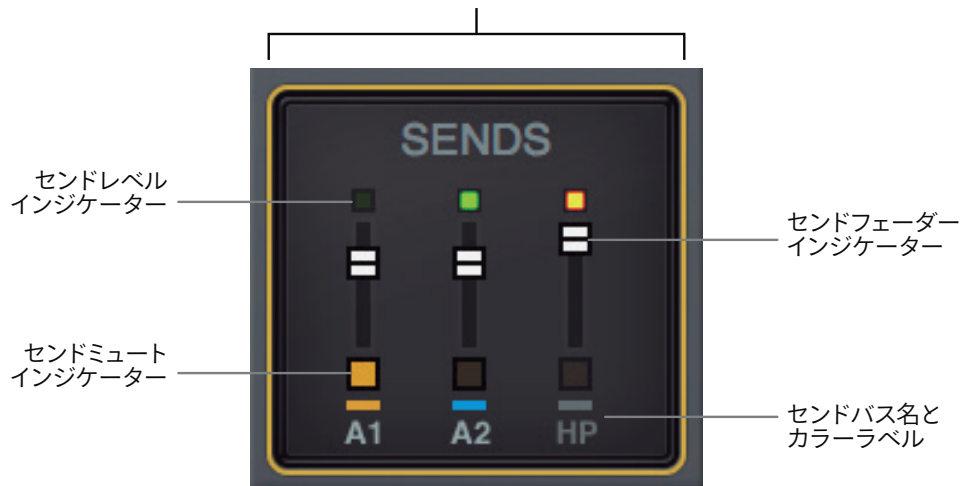 SENDS
センドレベル
インジケーター
センドフェーダー
インジケーター
センドミュート
インジケーター
センドバス名と
カラーラベル
A1 A2 HP